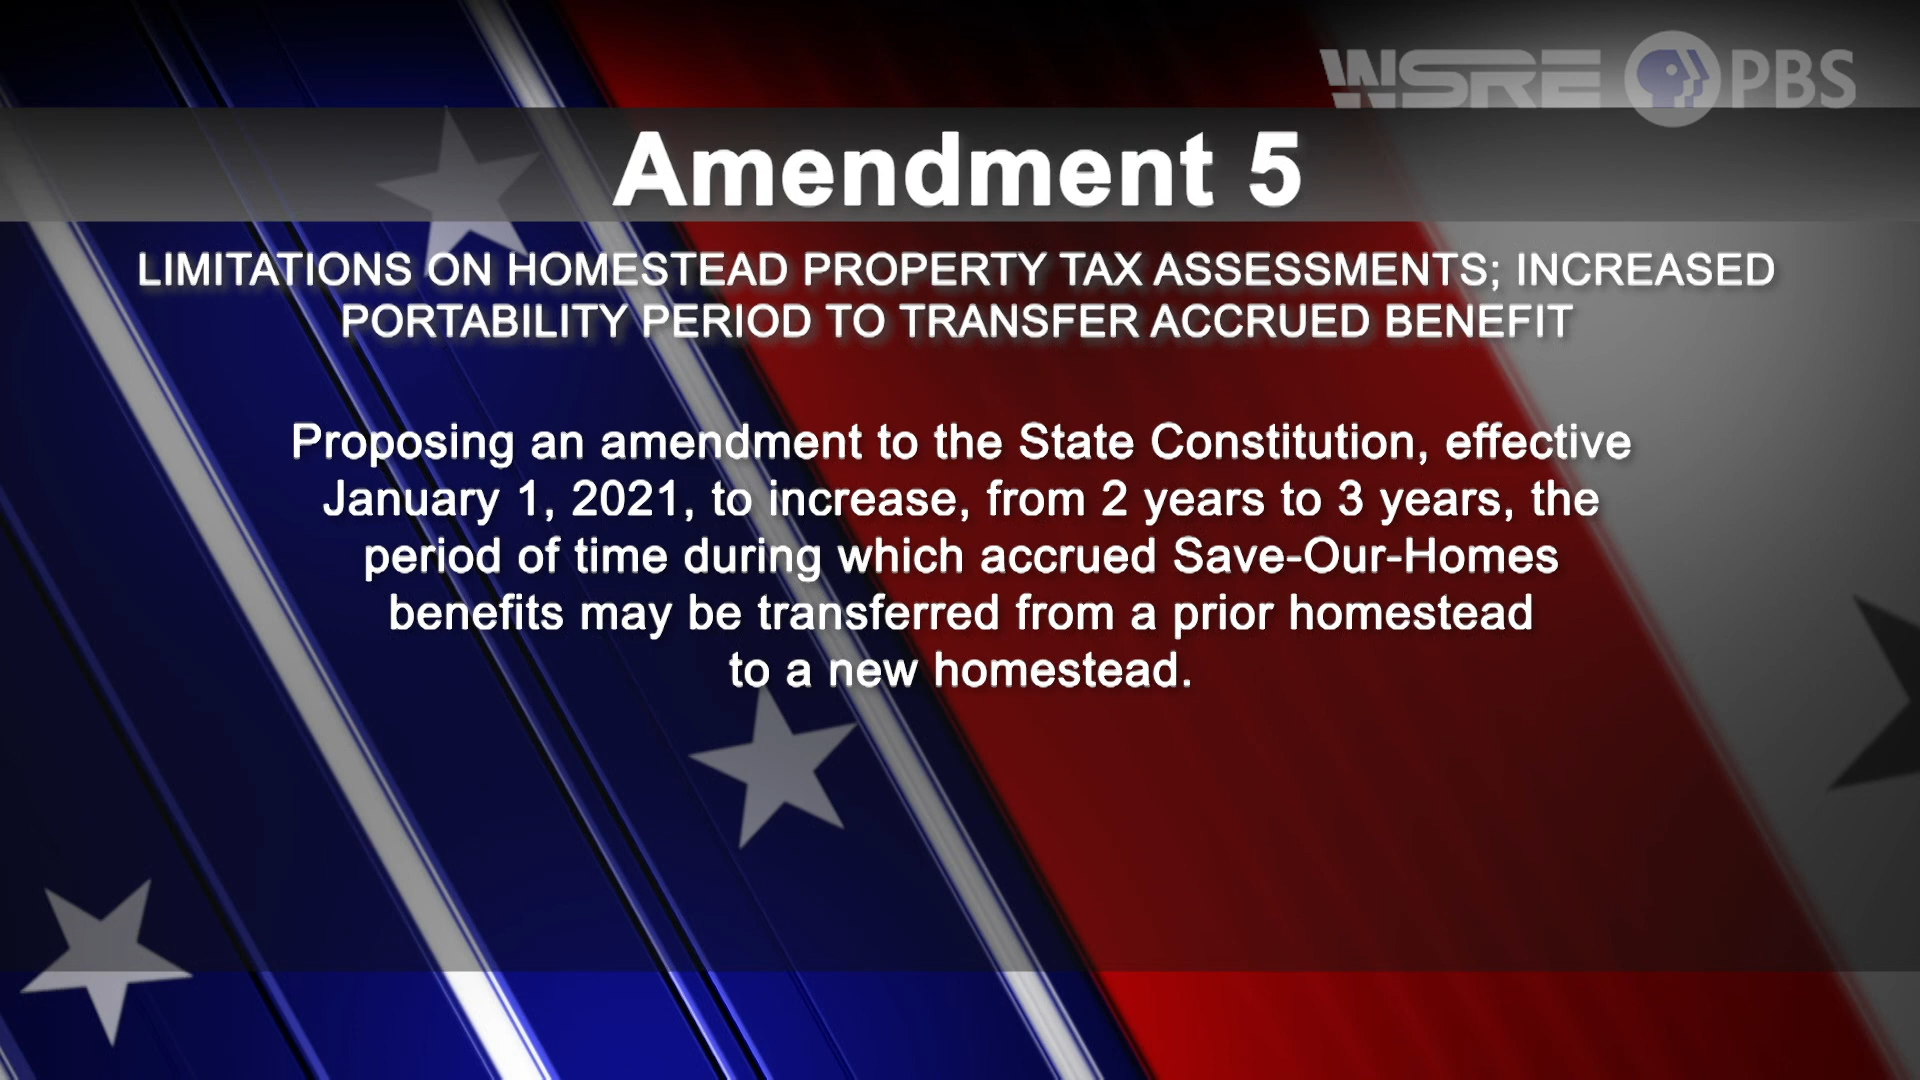 WSRE PBS
Amendment 5
LIMITATIONS ON HOMESTEAD PROPERTY TAX ASSESSMENTS; INCREASED
PORTABILITY PERIOD TO TRANSFER ACCRUED BENEFIT
Proposing an amendment to the State Constitution, effective
January 1, 2021, to increase, from 2 years to 3 years, the
period of time during which accrued Save-Our-Homes
benefits may be transferred from a prior homestead
to a new homestead.